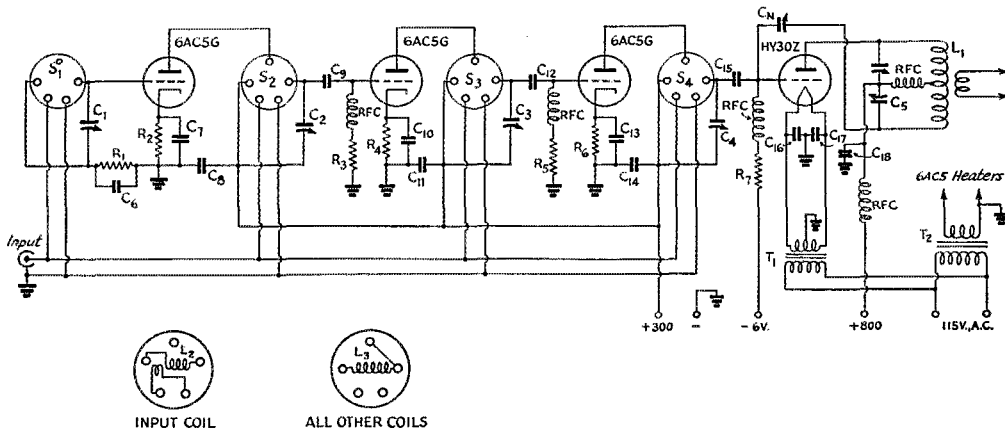 6AC5G
6AC5G
6AC5G
HY30Z
CN
S1
S2
S3
S4
C1
R2
C7
C8
C2
C9
RFC
R3
R4
C10
C11
C3
C12
RFC
R5
R6
C13
C14
C4
C15
RFC
R7
C16
C17
C18
C5
RFC
L1
RFC
R1
C6
T1
T2
6AC5 Heaters
Input
+300
–
-6V.
+800
115V., A.C.
L2
L3
INPUT COIL
ALL OTHER COILS